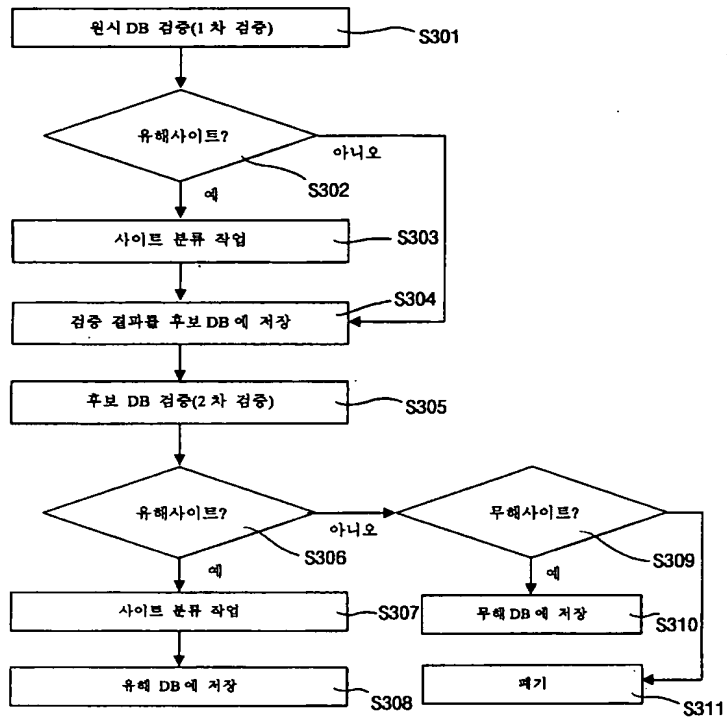 원시 DB 검증(1 차 검증)
S301
유해사이트?
아니오
S302
예
사이트 분류 작업
S303
검증 결과를 후보 DB 에 저장
S304
후보 DB 검증(2 차 검증)
S305
유해사이트?
아니오
S306
예
무해사이트?
S309
예
사이트 분류 작업
S307
무해 DB 에 저장
S310
유해 DB 에 저장
S308
폐기
S311